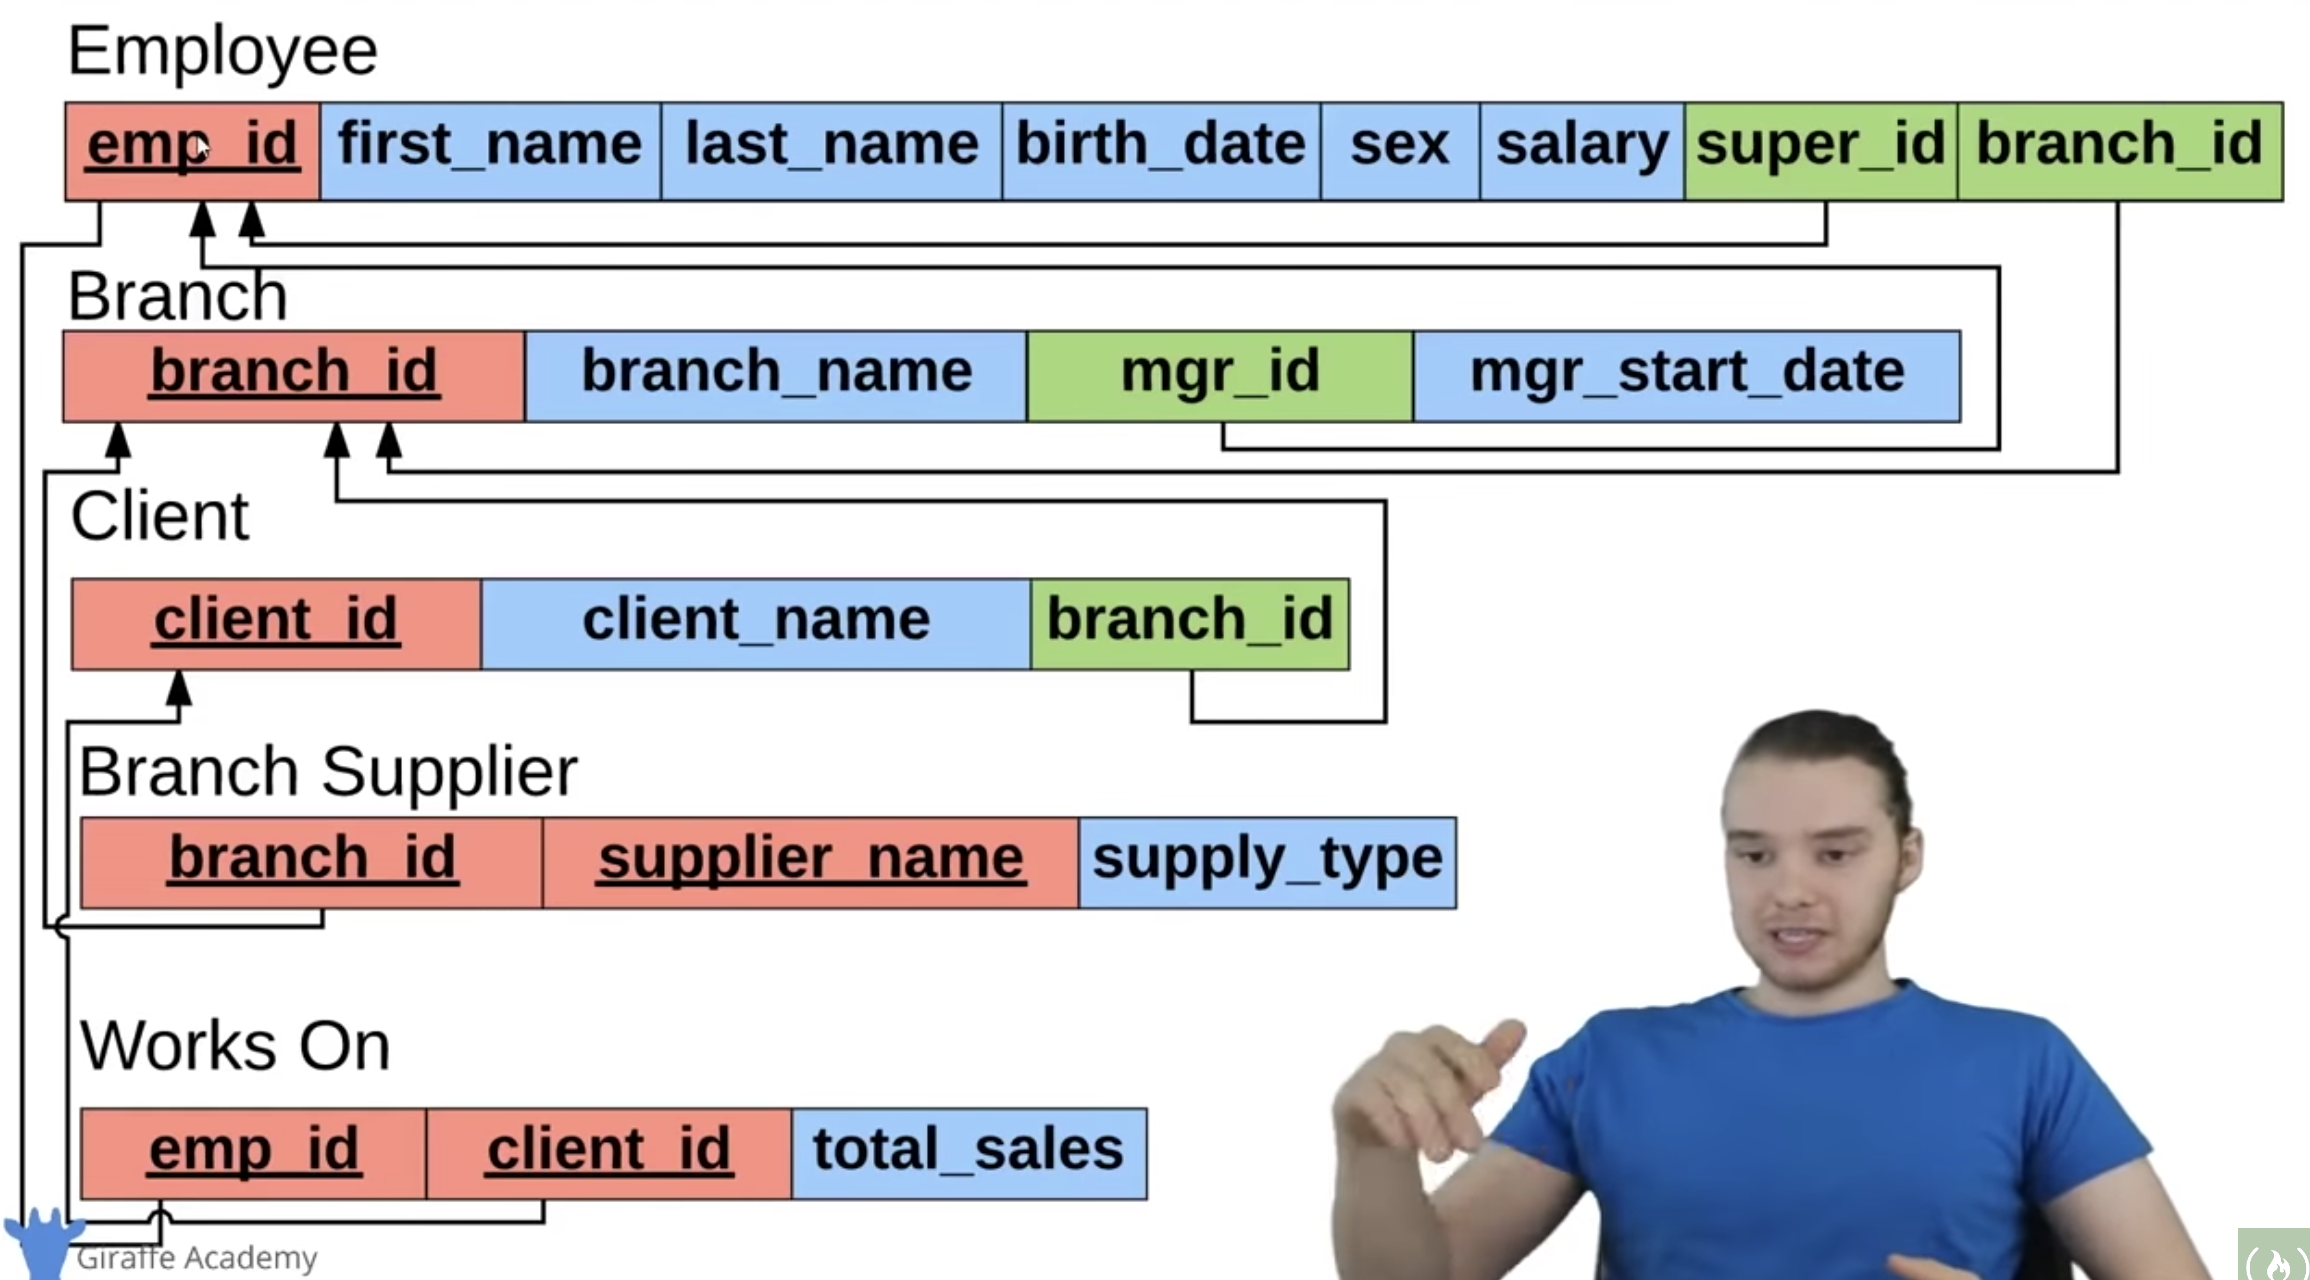 Employee
emp_id first_name last_name birth_date sex salary super_id branch_id
Branch
branch_id branch_name mgr_id mgr_start_date
Client
client_id client_name branch_id
Branch Supplier
branch_id supplier_name supply_type
Works On
emp_id client_id total_sales
Giraffe Academy